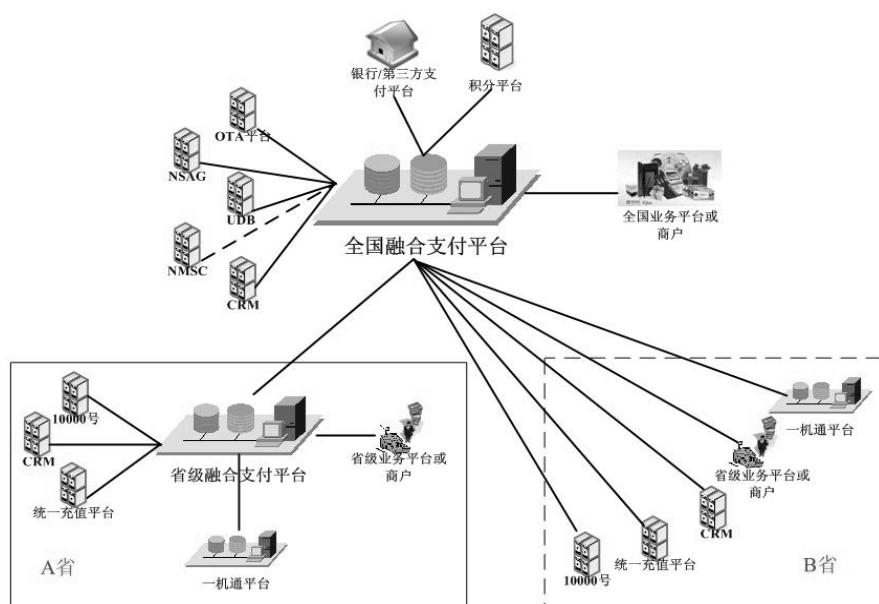 银行/第三方支
付平台
积分平台
OTA平台
NSAG
UDB
NMSC
CRM
全国融合支付平台
全国业务平台或
商户
10000号
CRM
统一充值平台
省级融合支付平台
省级业务平台或
商户
一机通平台
A省
一机通平台
省级业务平台或
商户
CRM
统一充值平台
10000号
B省